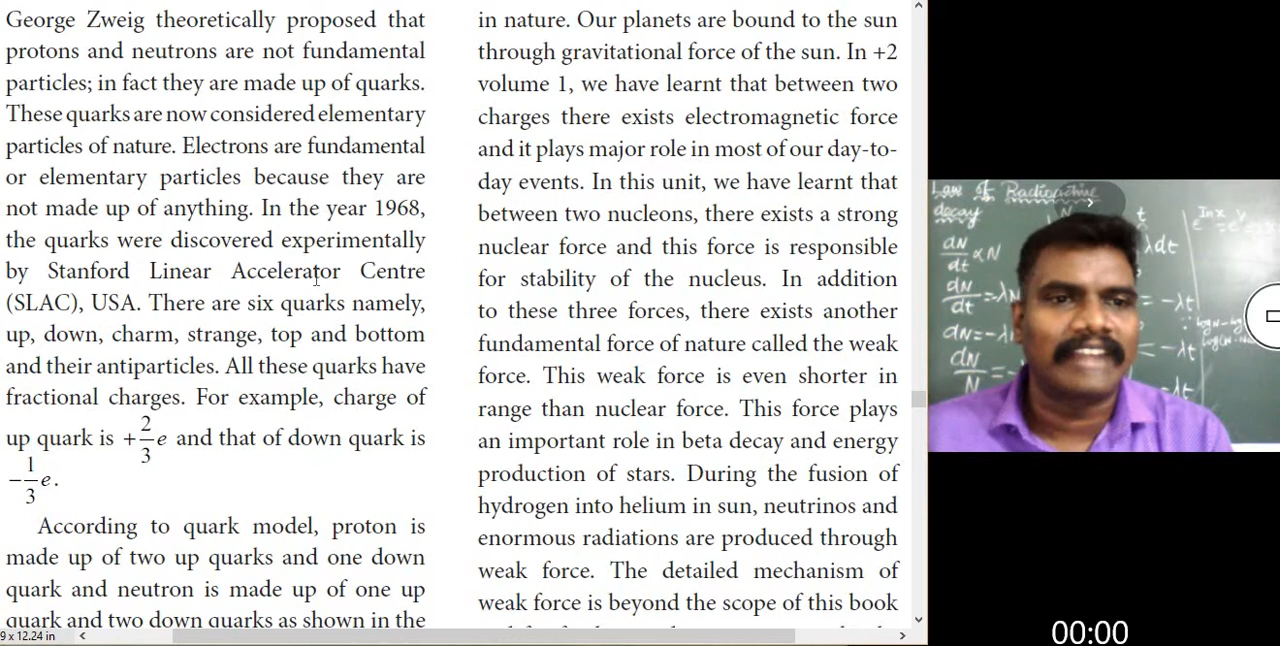 George Zweig theoretically proposed that
protons and neutrons are not fundamental
particles; in fact they are made up of quarks.
These quarks are now considered elementary
particles of nature. Electrons are fundamental
or elementary particles because they are
not made up of anything. In the year 1968,
the quarks were discovered experimentally
by Stanford Linear Accelerator Centre
(SLAC), USA. There are six quarks namely,
up, down, charm, strange, top and bottom
and their antiparticles. All these quarks have
fractional charges. For example, charge of
up quark is +2/3 e and that of down quark is
-1/3 e.
According to quark model, proton is
made up of two up quarks and one down
quark and neutron is made up of one up
quark and two down quarks as shown in the
9 x 12.24 in
in nature. Our planets are bound to the sun
through gravitational force of the sun. In +2
volume 1, we have learnt that between two
charges there exists electromagnetic force
and it plays major role in most of our day-to-
day events. In this unit, we have learnt that
between two nucleons, there exists a strong
nuclear force and this force is responsible
for stability of the nucleus. In addition
to these three forces, there exists another
fundamental force of nature called the weak
force. This weak force is even shorter in
range than nuclear force. This force plays
an important role in beta decay and energy
production of stars. During the fusion of
hydrogen into helium in sun, neutrinos and
enormous radiations are produced through
weak force. The detailed mechanism of
weak force is beyond the scope of this book
Law of Radioactive
decay
dN/dt ∝ N
dN/dt = -λN
dN = -λ
dN/N = -
λdt
= -λt
= -λt
-λt
00:00